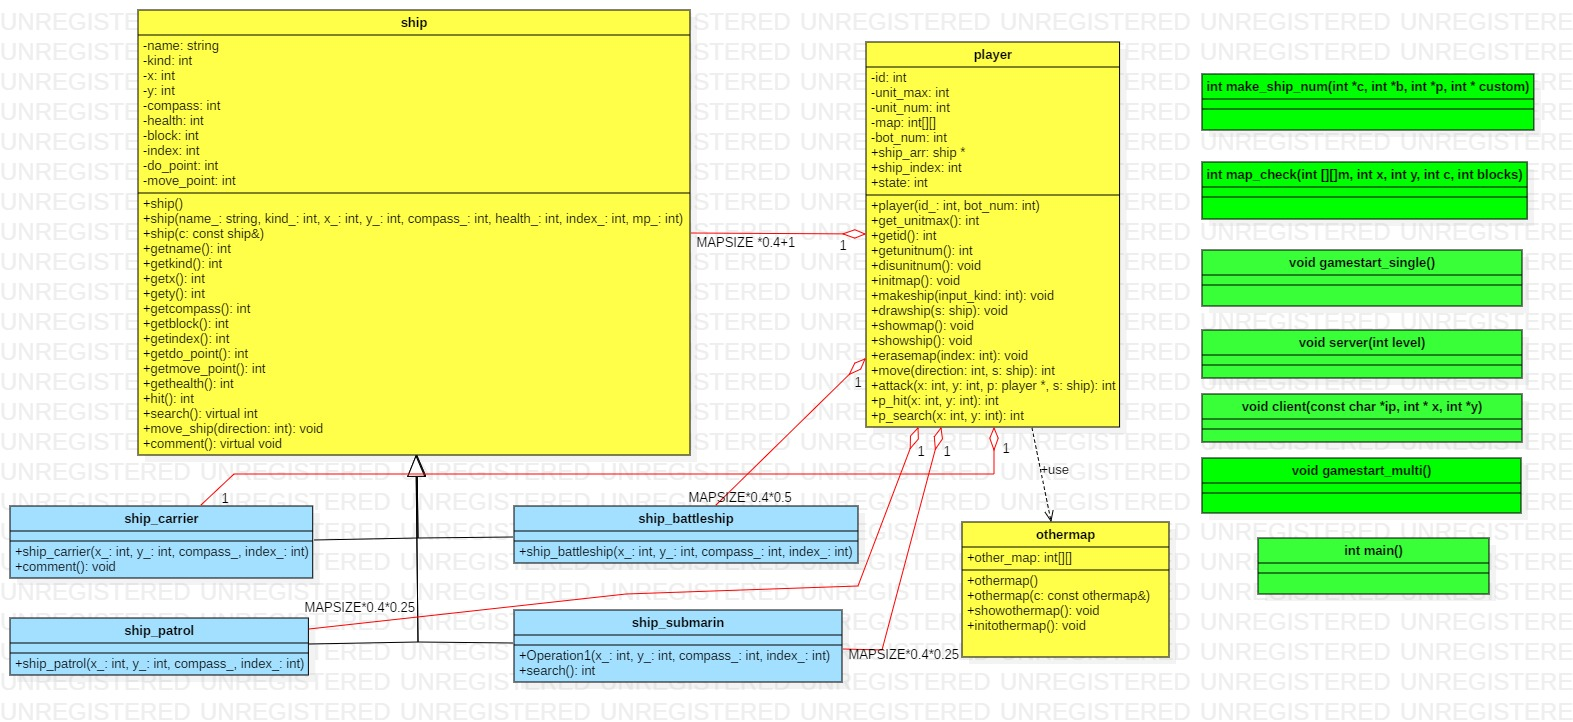 ship
-name: string
-kind: int
-x: int
-y: int
-compass: int
-health: int
-block: int
-index: int
-do_point: int
-move_point: int
+ship()
+ship(name_: string, kind_: int, x_: int, y_: int, compass_: int, health_: int, index_: int, mp_: int)
+ship(c: const ship&)
+getname(): int
+getkind(): int
+getx(): int
+gety(): int
+getcompass(): int
+getblock(): int
+getindex(): int
+getdo_point(): int
+getmove_point(): int
+gethealth(): int
+hit(): int
+search(): virtual int
+move_ship(direction: int): void
+comment(): virtual void
MAPSIZE *0.4+1
1
player
-id: int
-unit_max: int
-unit_num: int
-map: int[][]
-bot_num: int
+ship_arr: ship *
+ship_index: int
+state: int
+player(id_: int, bot_num: int)
+get_unitmax(): int
+getid(): int
+getunitnum(): int
+disunitnum(): void
+initmap(): void
+makeship(input_kind: int): void
+drawship(s: ship): void
+showmap(): void
+showship(): void
+erasemap(index: int): void
+move(direction: int, s: ship): int
+attack(x: int, y: int, p: player *, s: ship): int
+p_hit(x: int, y: int): int
+p_search(x: int, y: int): int
1
1
1
1
+use
int make_ship_num(int *c, int *b, int *p, int * custom)
int map_check(int [][]m, int x, int y, int c, int blocks)
void gamestart_single()
void server(int level)
void client(const char *ip, int * x, int *y)
void gamestart_multi()
int main()
1
ship_carrier
+ship_carrier(x_: int, y_: int, compass_, index_: int)
+comment(): void
MAPSIZE*0.4*0.5
ship_battleship
+ship_battleship(x_: int, y_: int, compass_: int, index_: int)
MAPSIZE*0.4*0.25
ship_patrol
+ship_patrol(x_: int, y_: int, compass_, index_: int)
ship_submarin
+Operation1(x_: int, y_: int, compass_: int, index_: int)
+search(): int
MAPSIZE*0.4*0.25
othermap
+other_map: int[][]
+othermap()
+othermap(c: const othermap&)
+showothermap(): void
+initothermap(): void
UNREGISTERED